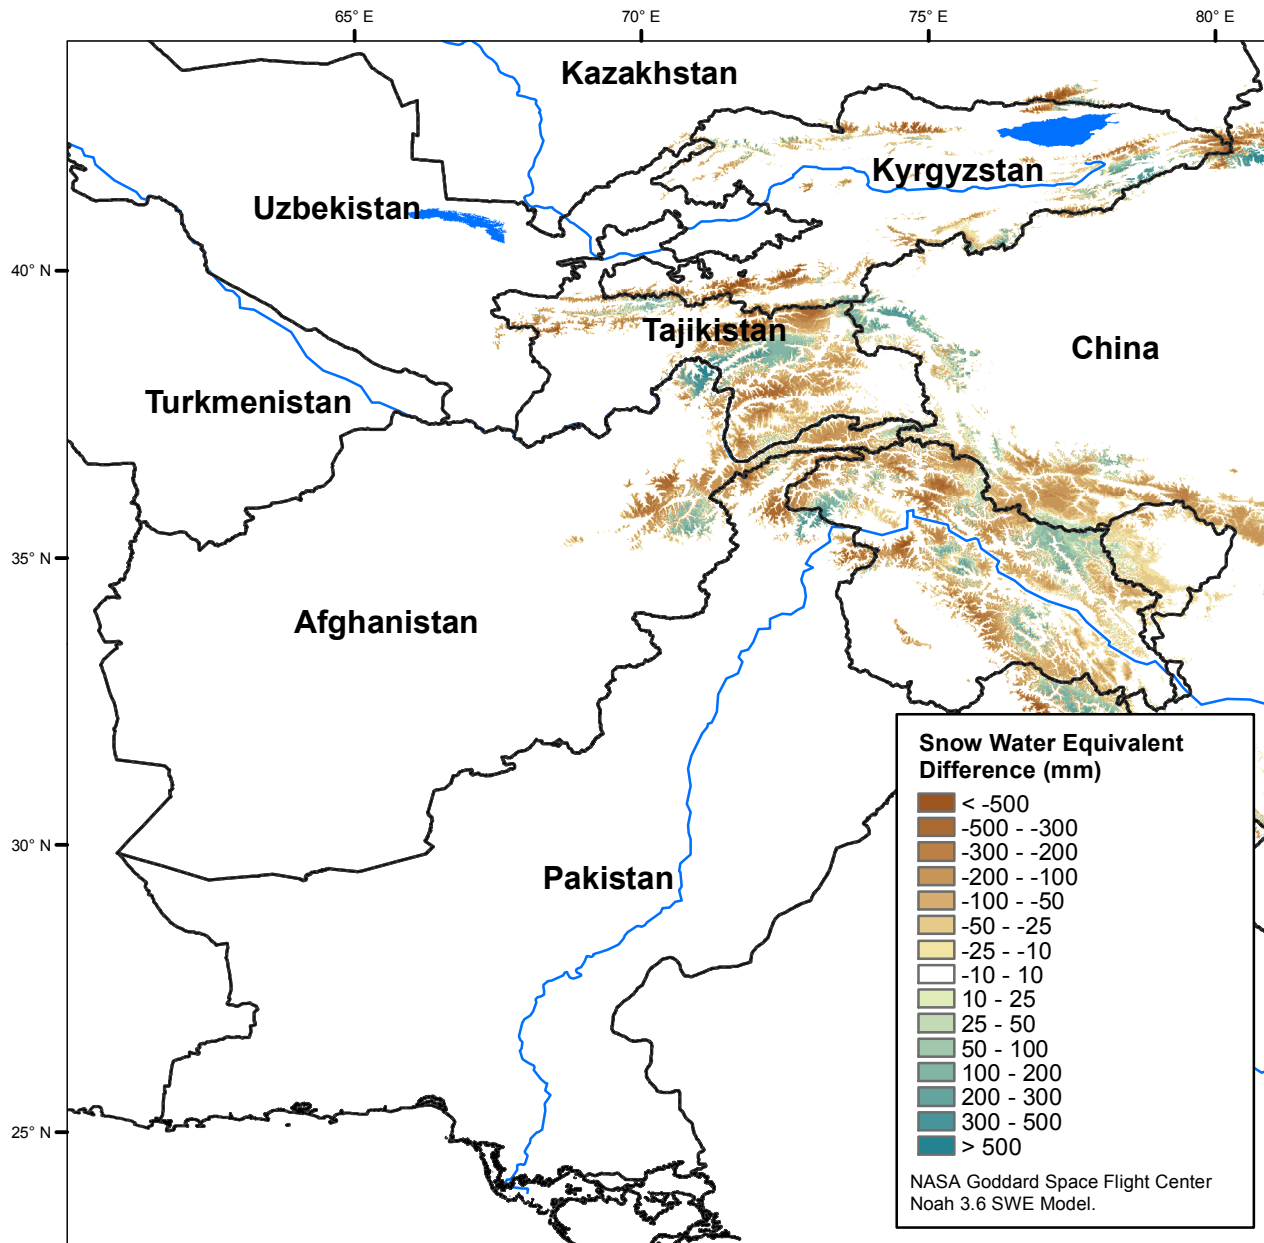 65° E
70° E
75° E
80° E
Kazakhstan
Kyrgyzstan
Uzbekistan
40° N
Tajikistan
China
Turkmenistan
35° N
Afghanistan
Snow Water Equivalent
Difference (mm)
< -500
-500 - -300
-300 - -200
-200 - -100
-100 - -50
-50 - -25
-25 - -10
-10 - 10
10 - 25
25 - 50
50 - 100
100 - 200
200 - 300
300 - 500
> 500
NASA Goddard Space Flight Center
Noah 3.6 SWE Model.
30° N
Pakistan
25° N